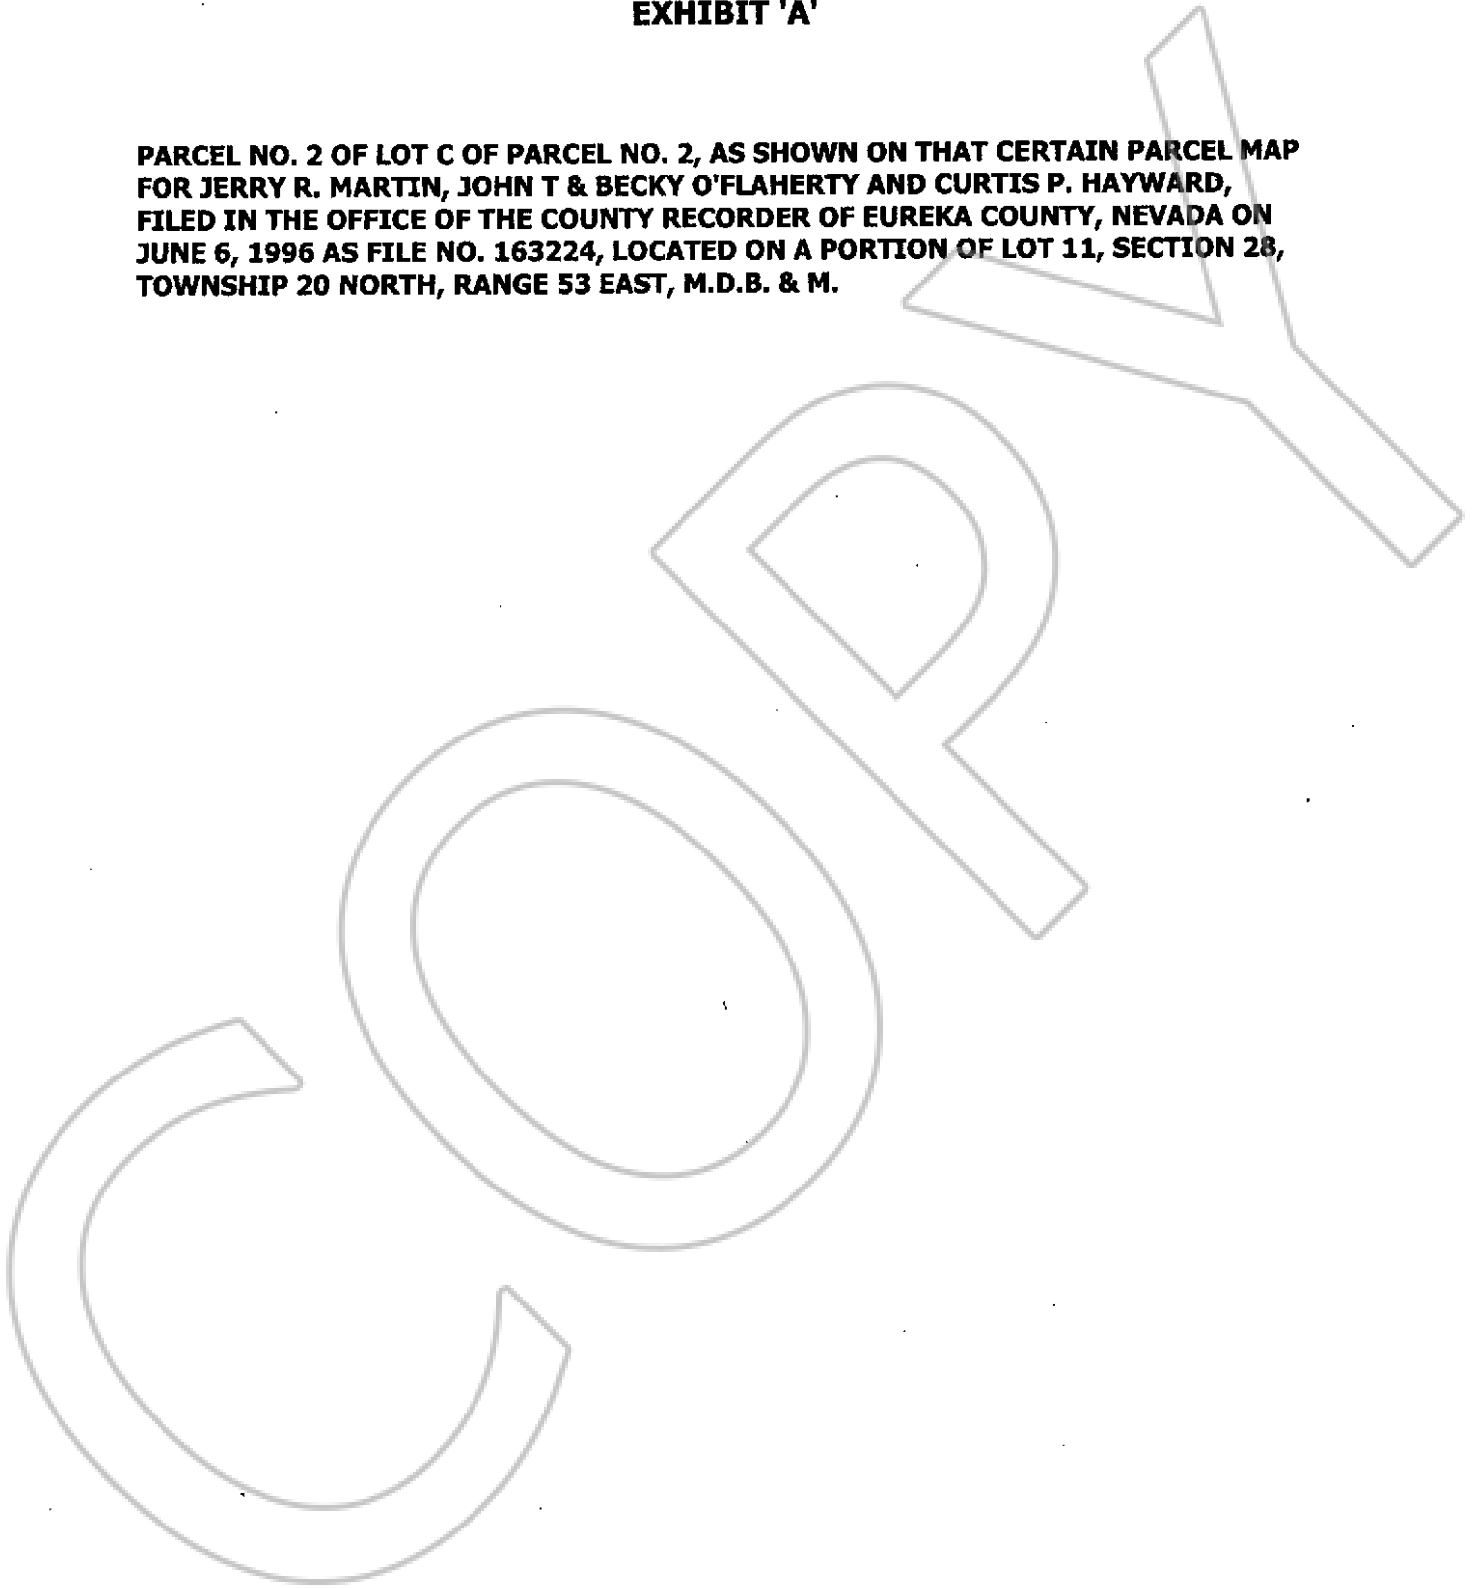 EXHIBIT 'A'
PARCEL NO. 2 OF LOT C OF PARCEL NO. 2, AS SHOWN ON THAT CERTAIN PARCEL MAP
FOR JERRY R. MARTIN, JOHN T & BECKY O'FLAHERTY AND CURTIS P. HAYWARD,
FILED IN THE OFFICE OF THE COUNTY RECORDER OF EUREKA COUNTY, NEVADA ON
JUNE 6, 1996 AS FILE NO. 163224, LOCATED ON A PORTION OF LOT 11, SECTION 28,
TOWNSHIP 20 NORTH, RANGE 53 EAST, M.D.B. & M.
COPY